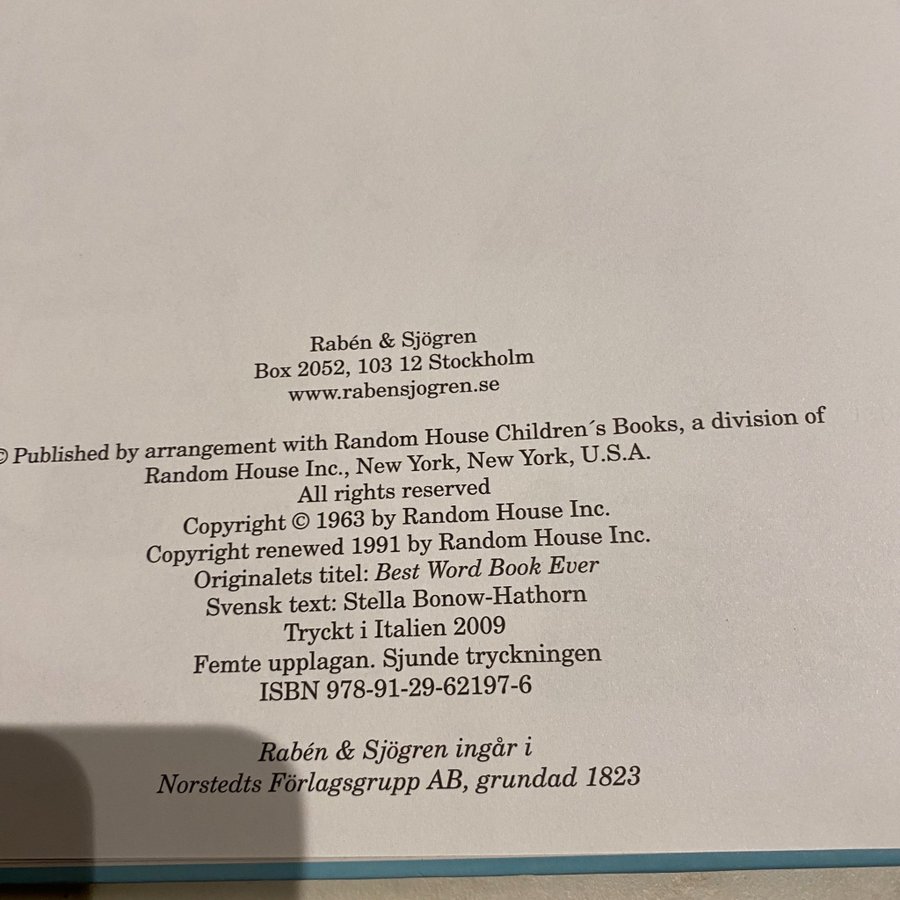 Rabén & Sjögren
Box 2052, 103 12 Stockholm
www.rabensjogren.se
© Published by arrangement with Random House Children´s Books, a division of
Random House Inc., New York, New York, U.S.A.
All rights reserved
Copyright © 1963 by Random House Inc.
Copyright renewed 1991 by Random House Inc.
Originalets titel: Best Word Book Ever
Svensk text: Stella Bonow-Hathorn
Tryckt i Italien 2009
Femte upplagan. Sjunde tryckningen
ISBN 978-91-29-62197-6
Rabén & Sjögren ingår i
Norstedts Förlagsgrupp AB, grundad 1823